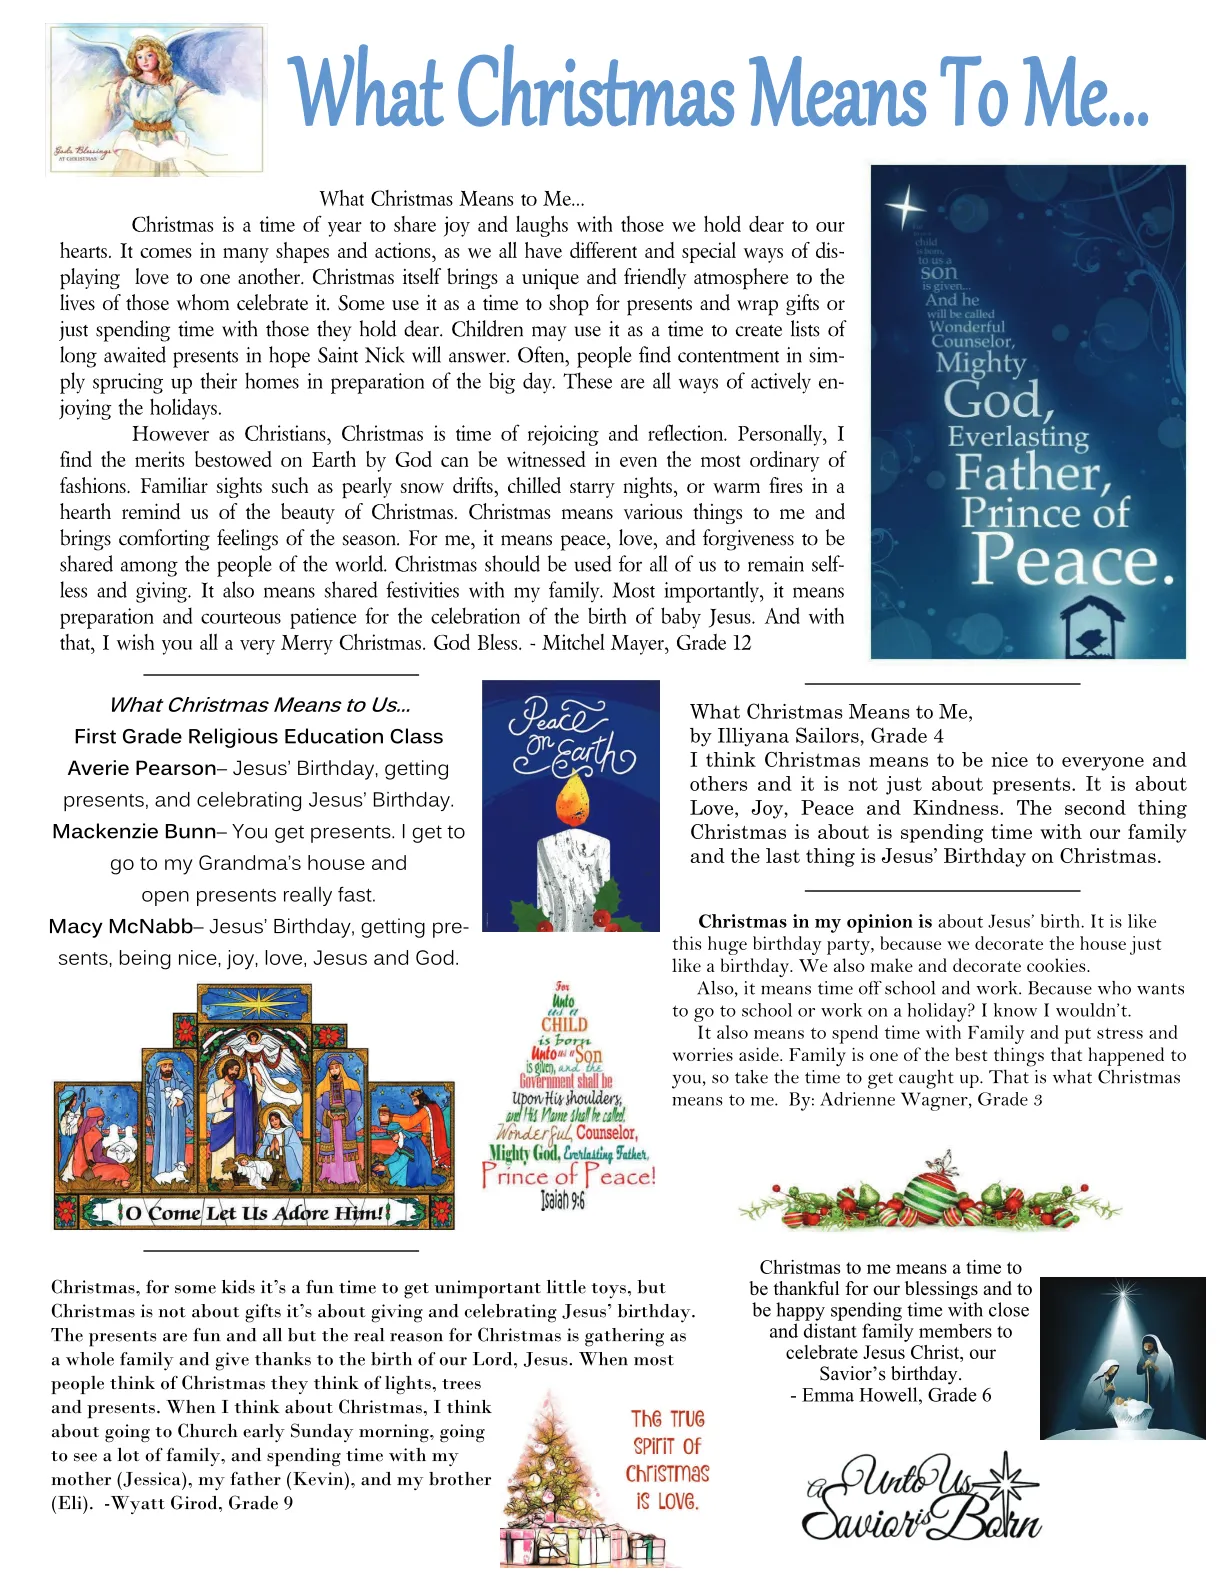 Gods Blessings
AT CHRISTMAS
What Christmas Means To Me...
What Christmas Means to Me...
Christmas is a time of year to share joy and laughs with those we hold dear to our
hearts. It comes in many shapes and actions, as we all have different and special ways of dis-
playing love to one another. Christmas itself brings a unique and friendly atmosphere to the
lives of those whom celebrate it. Some use it as a time to shop for presents and wrap gifts or
just spending time with those they hold dear. Children may use it as a time to create lists of
long awaited presents in hope Saint Nick will answer. Often, people find contentment in sim-
ply sprucing up their homes in preparation of the big day. These are all ways of actively en-
joying the holidays.
However as Christians, Christmas is time of rejoicing and reflection. Personally, I
find the merits bestowed on Earth by God can be witnessed in even the most ordinary of
fashions. Familiar sights such as pearly snow drifts, chilled starry nights, or warm fires in a
hearth remind us of the beauty of Christmas. Christmas means various things to me and
brings comforting feelings of the season. For me, it means peace, love, and forgiveness to be
shared among the people of the world. Christmas should be used for all of us to remain self-
less and giving. It also means shared festivities with my family. Most importantly, it means
preparation and courteous patience for the celebration of the birth of baby Jesus. And with
that, I wish you all a very Merry Christmas. God Bless. - Mitchel Mayer, Grade 12
child
is born,
to us a
son
is given...
And he
will be called
Wonderful
Counselor,
Mighty
God,
Everlasting
Father,
Prince of
Peace.
What Christmas Means to Us...
First Grade Religious Education Class
Averie Pearson– Jesus’ Birthday, getting
presents, and celebrating Jesus’ Birthday.
Mackenzie Bunn– You get presents. I get to
go to my Grandma’s house and
open presents really fast.
Macy McNabb– Jesus’ Birthday, getting pre-
sents, being nice, joy, love, Jesus and God.
Peace
on
Earth
What Christmas Means to Me,
by Illiyana Sailors, Grade 4
I think Christmas means to be nice to everyone and
others and it is not just about presents. It is about
Love, Joy, Peace and Kindness. The second thing
Christmas is about is spending time with our family
and the last thing is Jesus’ Birthday on Christmas.
Christmas in my opinion is about Jesus’ birth. It is like
this huge birthday party, because we decorate the house just
like a birthday. We also make and decorate cookies.
Also, it means time off school and work. Because who wants
to go to school or work on a holiday? I know I wouldn’t.
It also means to spend time with Family and put stress and
worries aside. Family is one of the best things that happened to
you, so take the time to get caught up. That is what Christmas
means to me. By: Adrienne Wagner, Grade 3
O Come Let Us Adore Him!
For
Unto
us a
CHILD
is born
Unto us a Son
is given, and the
Government shall be
Upon His shoulders,
and His Name shall be called,
Wonderful, Counselor,
Mighty God, Everlasting Father,
Prince of Peace!
Isaiah 9:6
Christmas, for some kids it’s a fun time to get unimportant little toys, but
Christmas is not about gifts it’s about giving and celebrating Jesus’ birthday.
The presents are fun and all but the real reason for Christmas is gathering as
a whole family and give thanks to the birth of our Lord, Jesus. When most
people think of Christmas they think of lights, trees
and presents. When I think about Christmas, I think
about going to Church early Sunday morning, going
to see a lot of family, and spending time with my
mother (Jessica), my father (Kevin), and my brother
(Eli). -Wyatt Girod, Grade 9
The True
Spirit of
Christmas
is Love.
Christmas to me means a time to
be thankful for our blessings and to
be happy spending time with close
and distant family members to
celebrate Jesus Christ, our
Savior’s birthday.
- Emma Howell, Grade 6
Unto Us
A Savior is Born